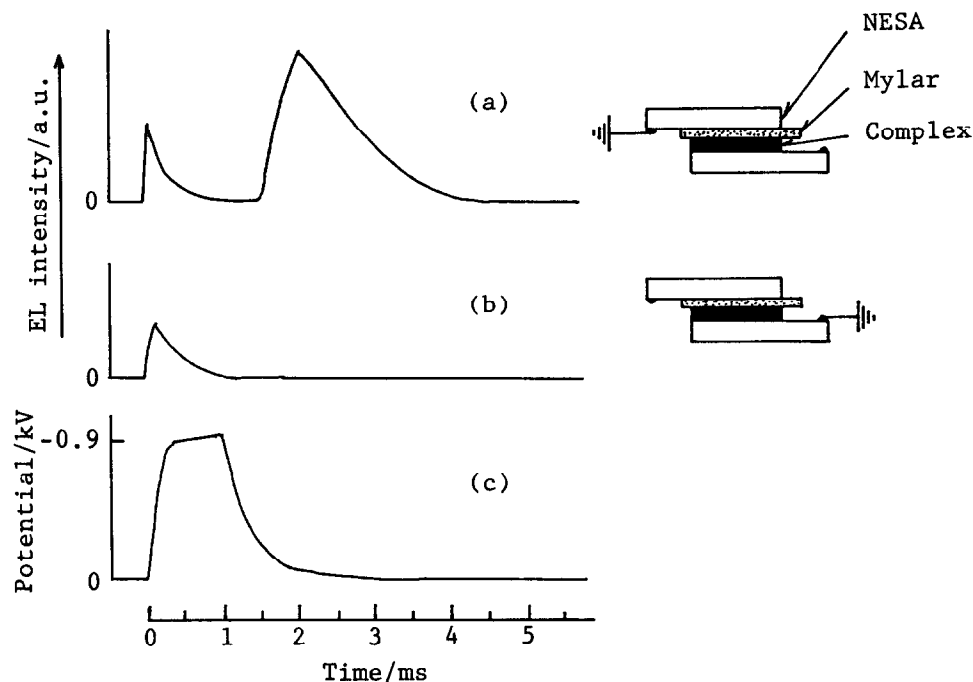 NESA
Mylar
Complex
EL intensity/a.u.
(a)
0
(b)
0
Potential/kV
-0.9
(c)
0
0 1 2 3 4 5
Time/ms